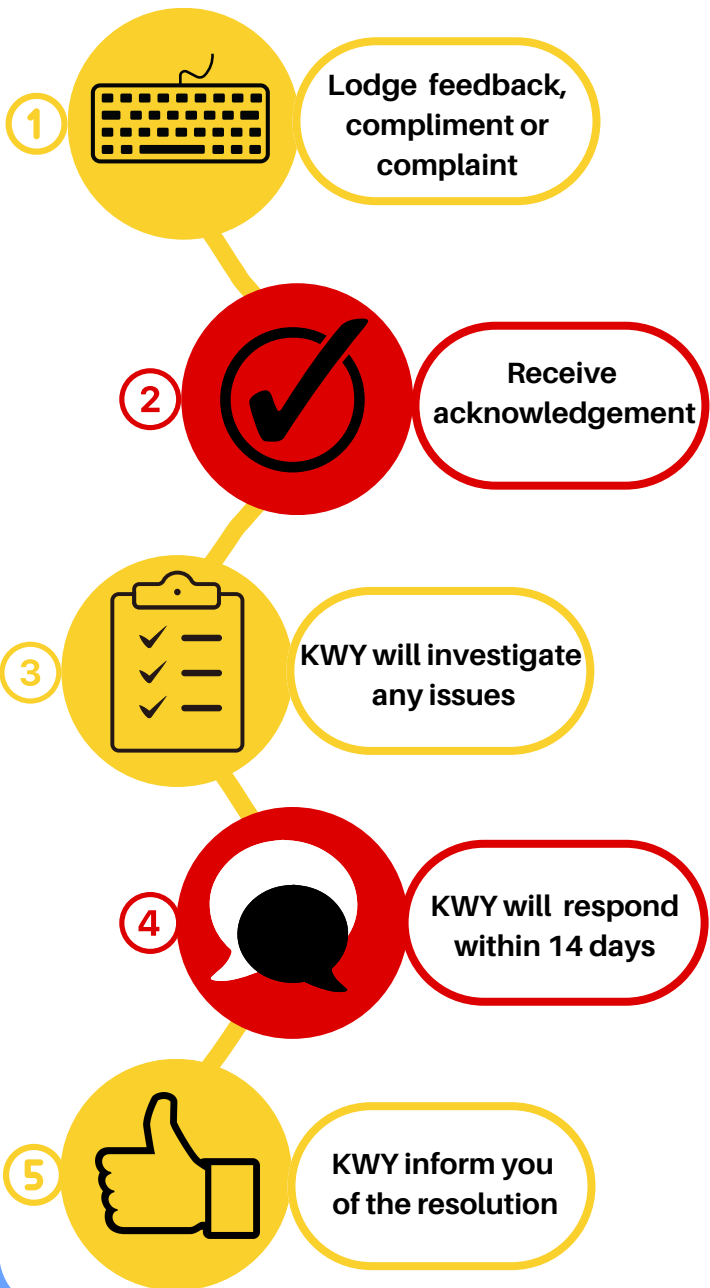 1
Lodge feedback,
compliment or
complaint
2
Receive
acknowledgement
3
KWY will investigate
any issues
4
KWY will respond
within 14 days
5
KWY inform you
of the resolution